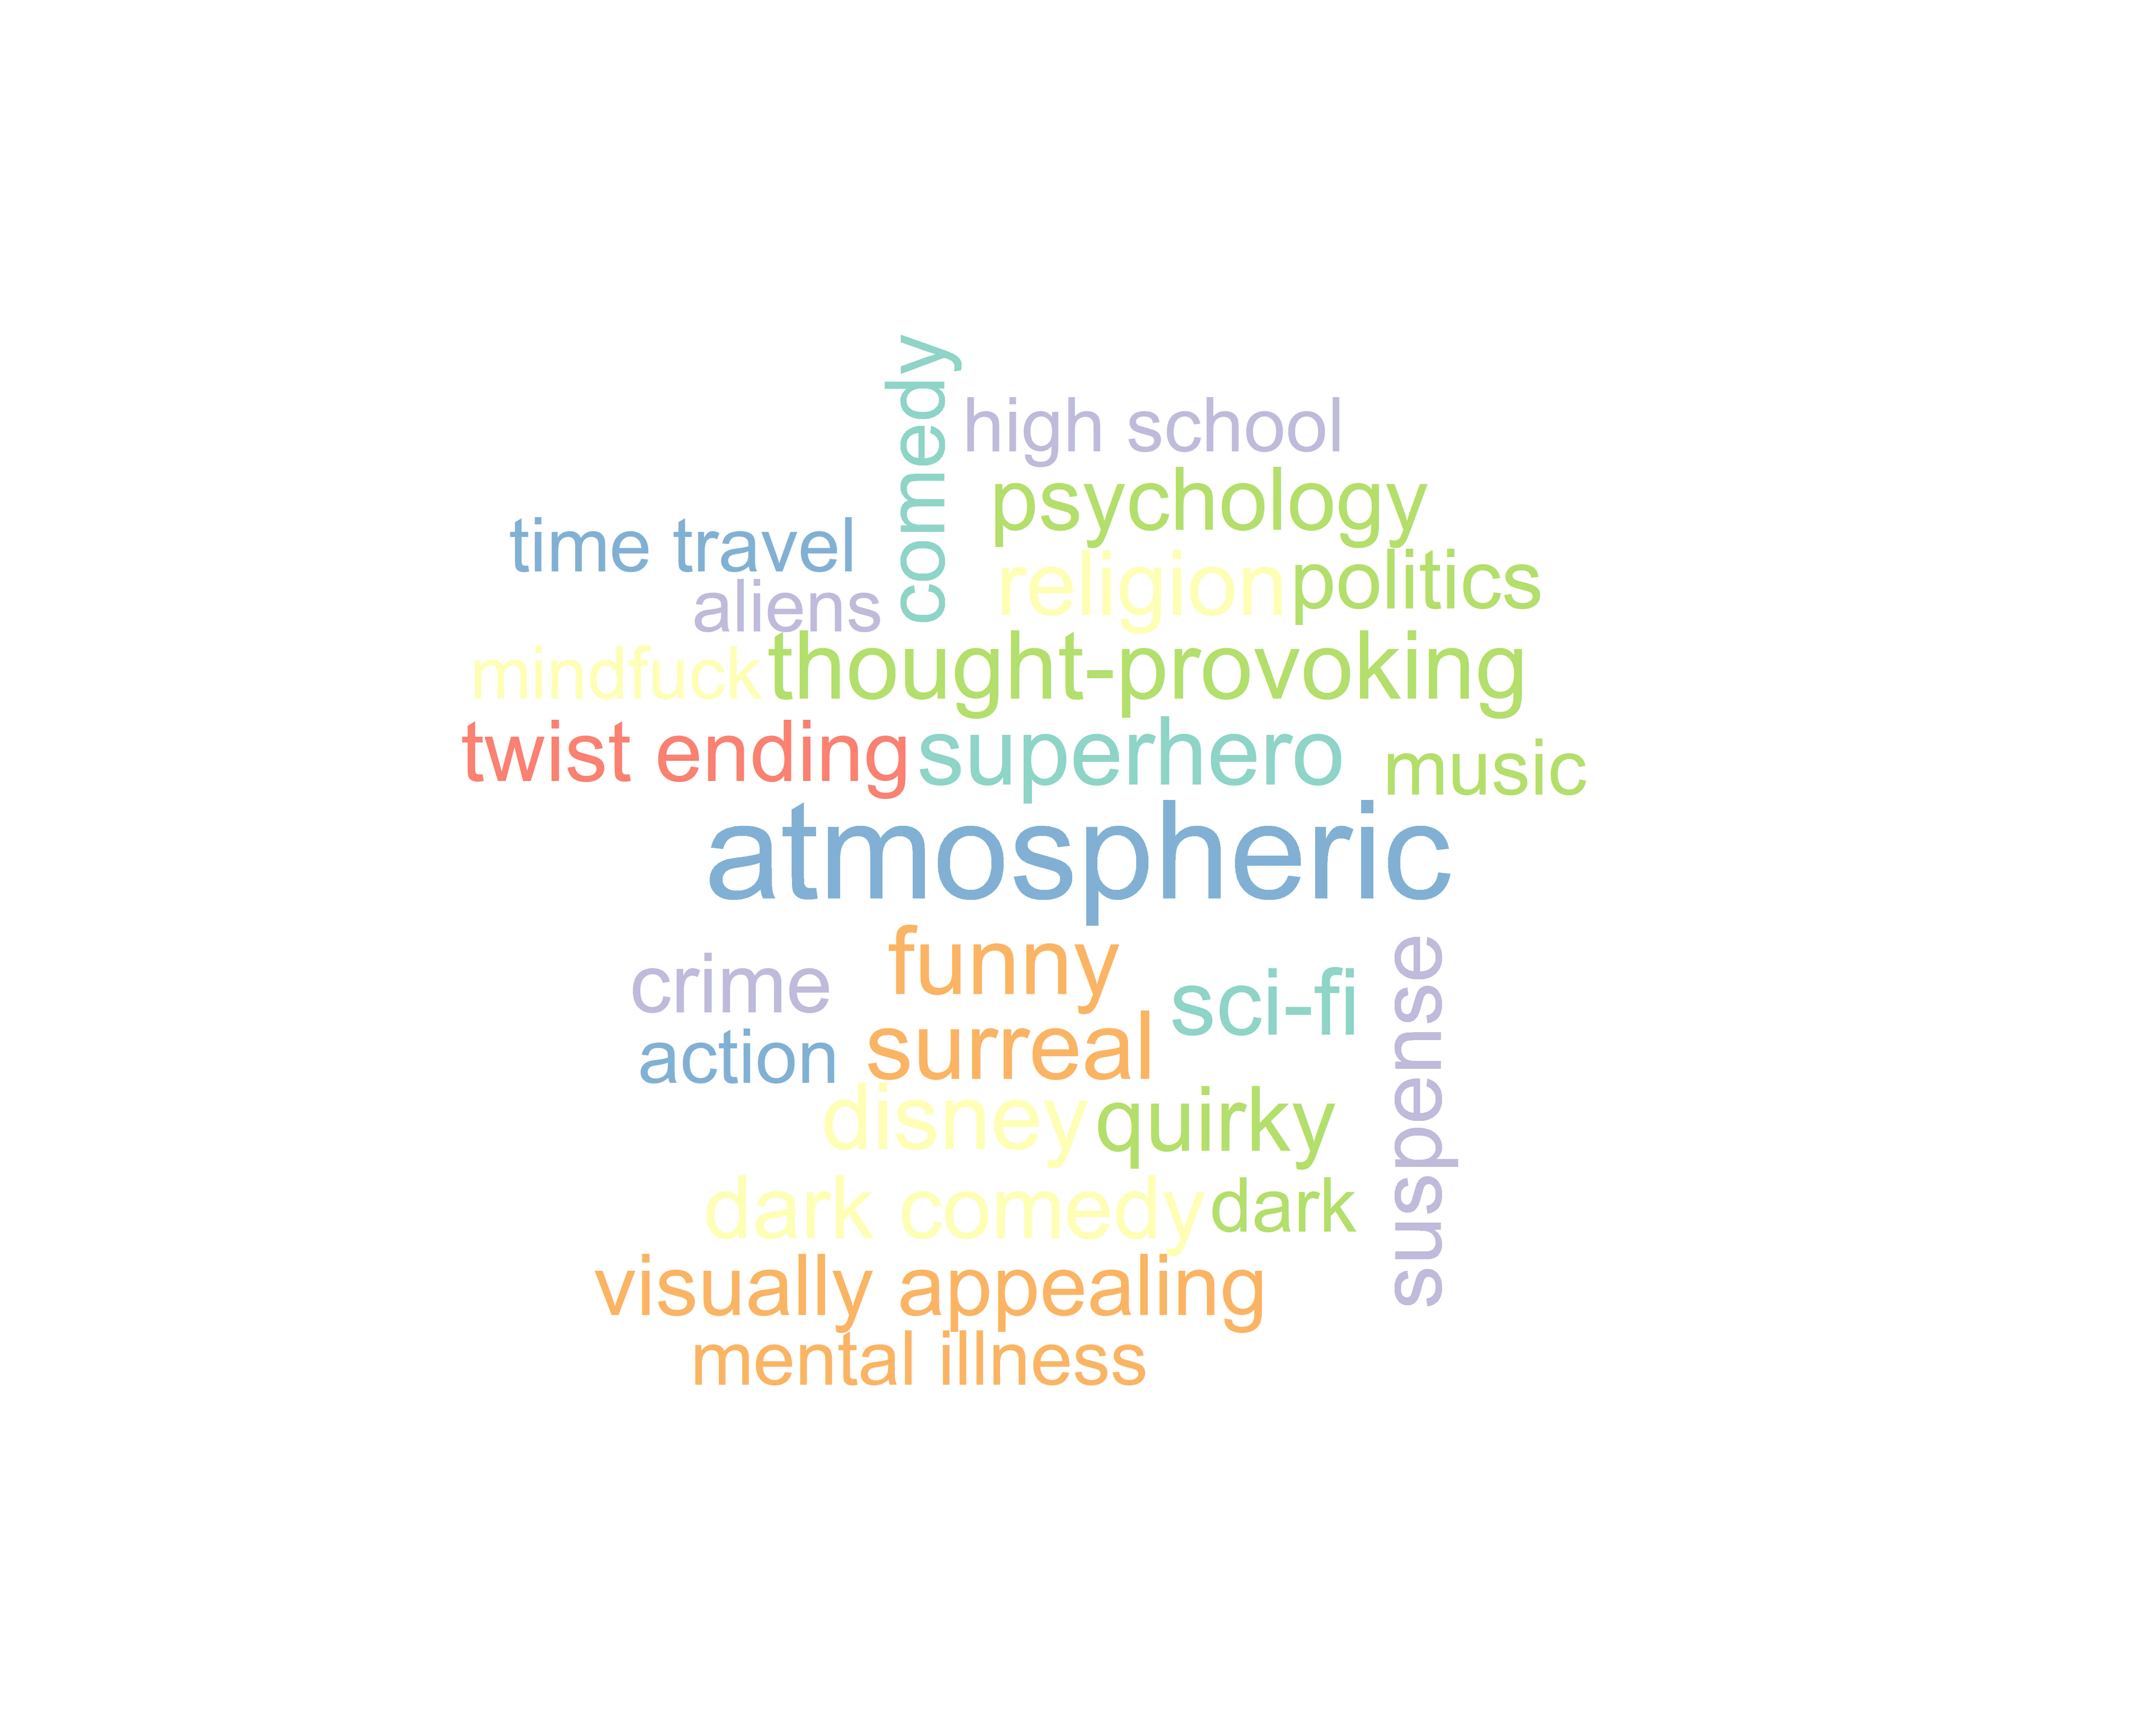 comedy
high school
psychology
time travel
religion politics
aliens
mindfuck thought-provoking
twist ending superhero music
atmospheric
funny
crime sci-fi
suspense
surreal
action
disney quirky
dark comedy dark
visually appealing
mental illness